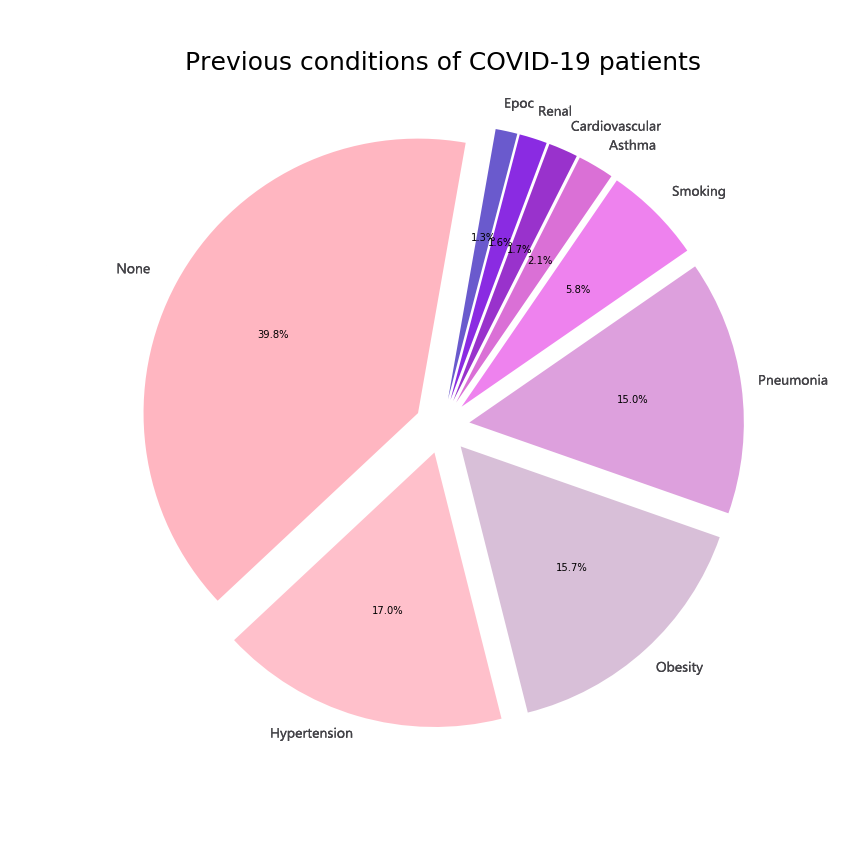 Previous conditions of COVID-19 patients
Epoc
Renal
Cardiovascular
Asthma
Smoking
1.3%
1.6%
1.7%
2.1%
None
5.8%
39.8%
Pneumonia
15.0%
15.7%
17.0%
Obesity
Hypertension